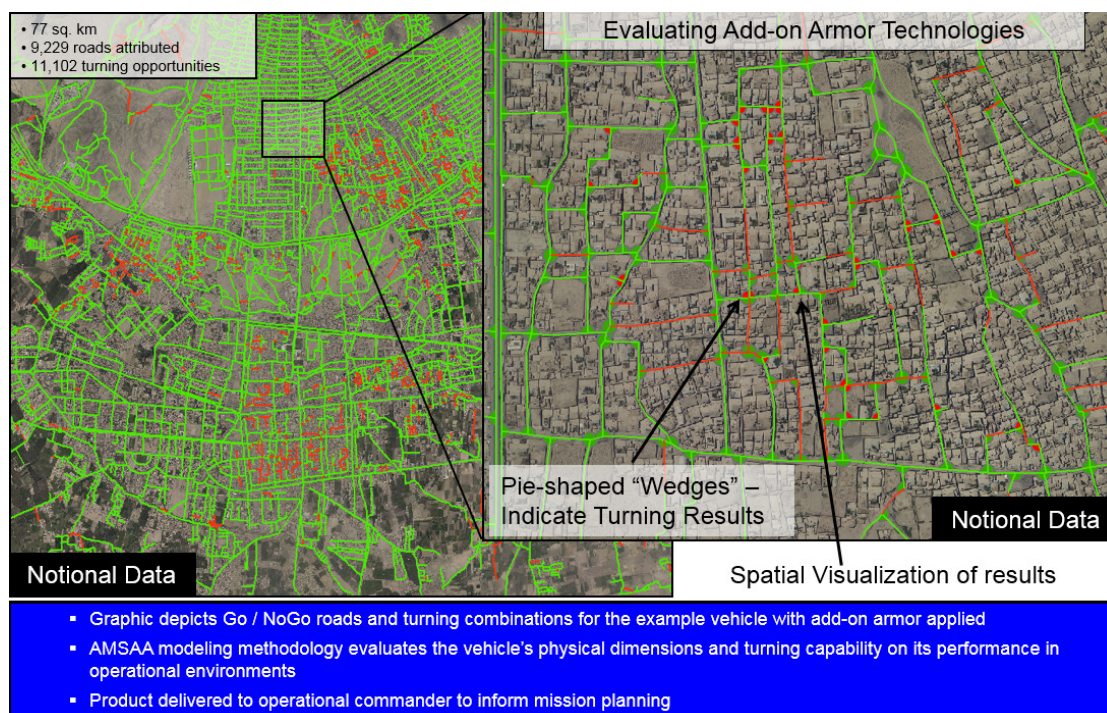 • 77 sq. km
• 9,229 roads attributed
• 11,102 turning opportunities
Evaluating Add-on Armor Technologies
Pie-shaped “Wedges” –
Indicate Turning Results
Notional Data
Notional Data
Spatial Visualization of results
▪ Graphic depicts Go / NoGo roads and turning combinations for the example vehicle with add-on armor applied
▪ AMSAA modeling methodology evaluates the vehicle’s physical dimensions and turning capability on its performance in
operational environments
▪ Product delivered to operational commander to inform mission planning